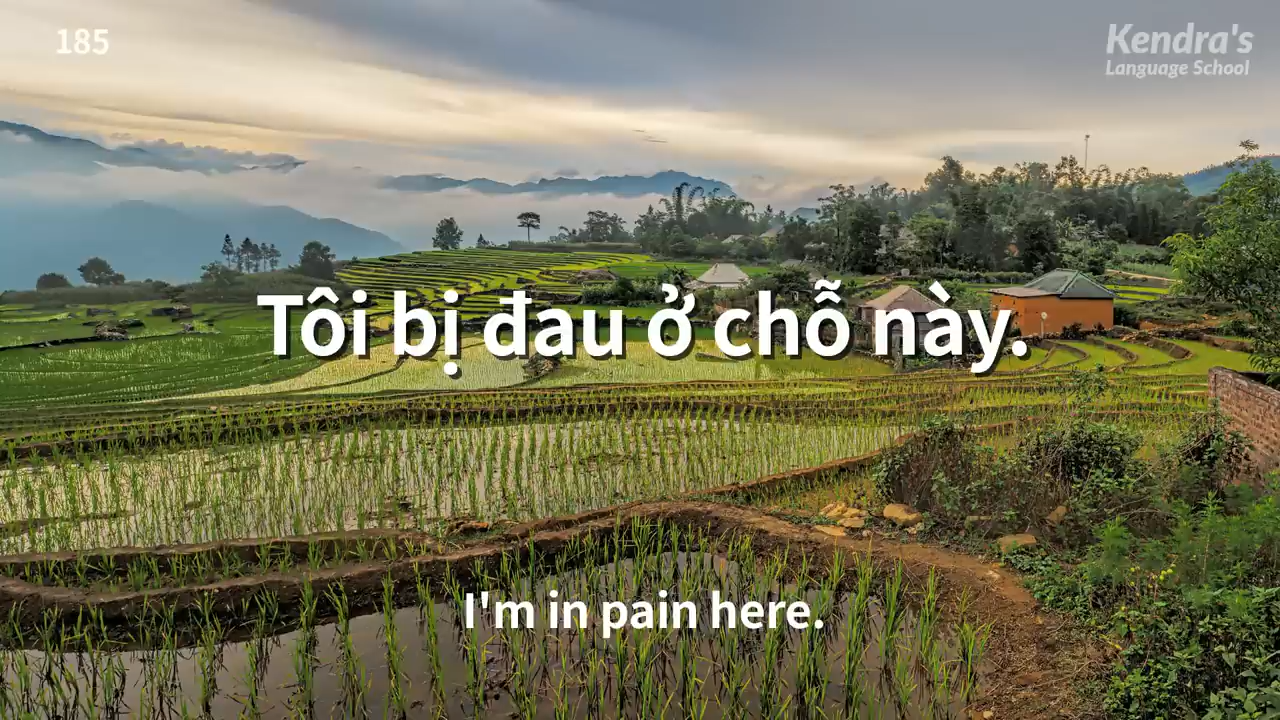 185
Kendra's
Language School
Tôi bị đau ở chỗ này.
I'm in pain here.